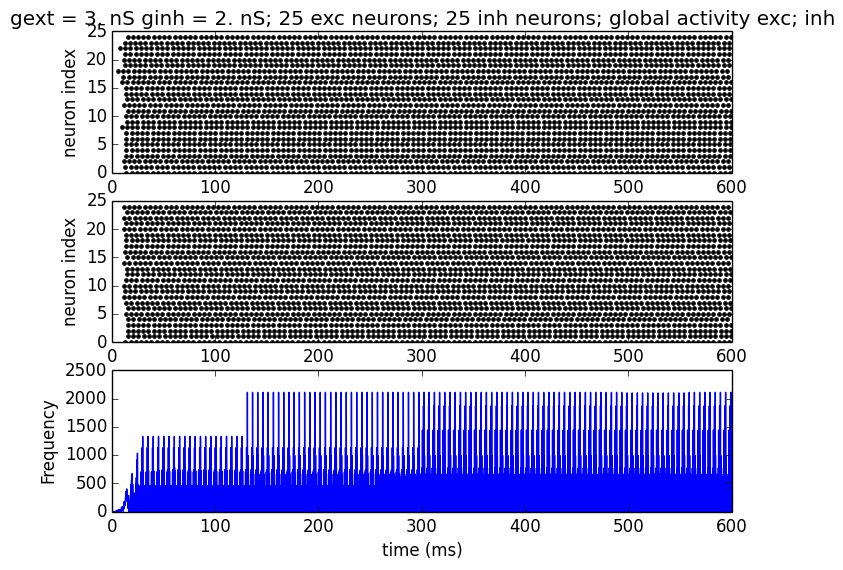 gext = 3. nS ginh = 2. nS; 25 exc neurons; 25 inh neurons; global activity exc; inh
25
20
15
10
5
0
neuron index
0 100 200 300 400 500 600
25
20
15
10
5
0
neuron index
0 100 200 300 400 500 600
2500
2000
1500
1000
500
0
Frequency
0 100 200 300 400 500 600
time (ms)